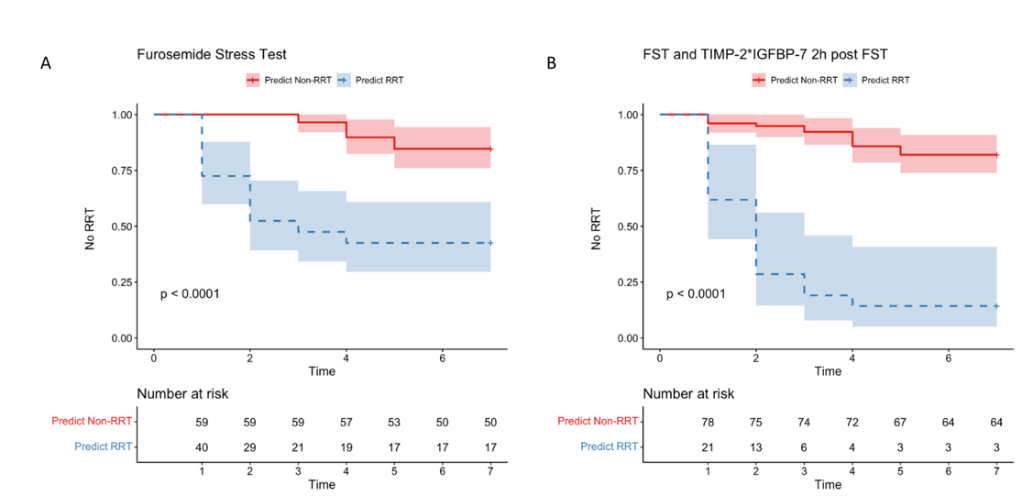 A
Furosemide Stress Test
Predict Non-RRT Predict RRT
1.00
0.75
0.50
0.25
0.00
No RRT
p < 0.0001
0 2 4 6
Time
Number at risk
Predict Non-RRT 59 59 59 57 53 50 50
Predict RRT 40 29 21 19 17 17 17
1 2 3 4 5 6 7
Time
B
FST and TIMP-2*IGFBP-7 2h post FST
Predict Non-RRT Predict RRT
1.00
0.75
0.50
0.25
0.00
No RRT
p < 0.0001
0 2 4 6
Time
Number at risk
Predict Non-RRT 78 75 74 72 67 64 64
Predict RRT 21 13 6 4 3 3 3
1 2 3 4 5 6 7
Time